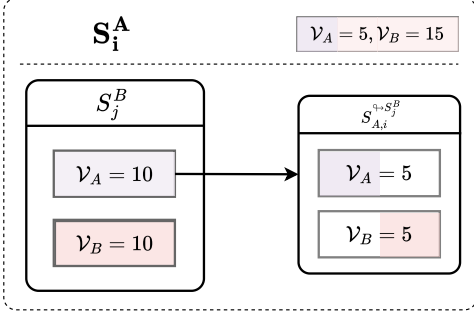 S_i^A
𝒱_A = 5, 𝒱_B = 15
S_j^B
𝒱_A = 10
𝒱_B = 10
S_{A,i}^{↬S_j^B}
𝒱_A = 5
𝒱_B = 5